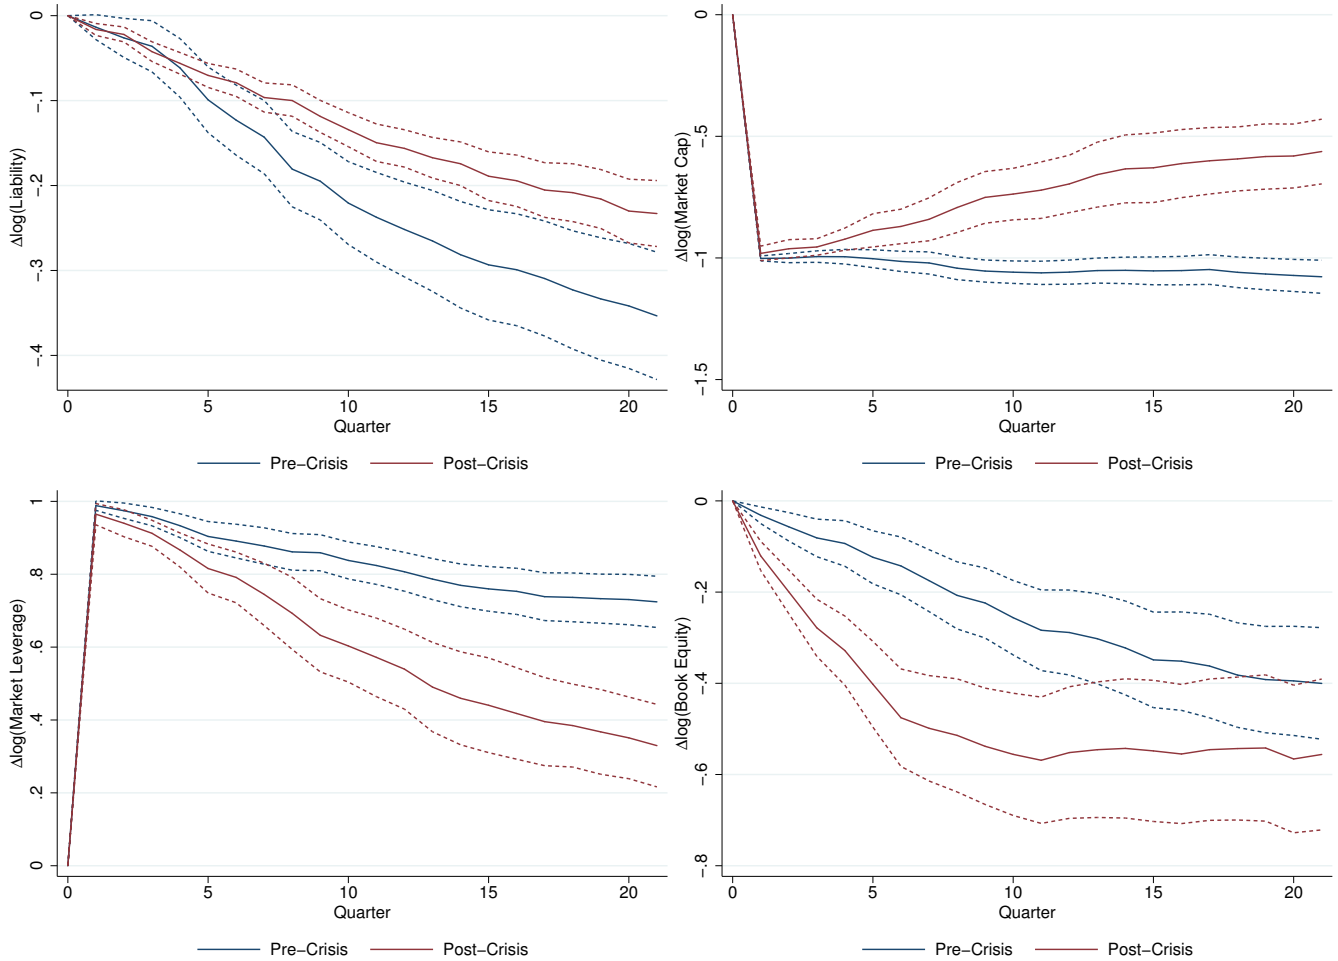 Δlog(Liability)
0
−.1
−.2
−.3
−.4
0 5 10 15 20
Quarter
Pre−Crisis Post−Crisis
Δlog(Market Cap)
0
−.5
−1
−1.5
0 5 10 15 20
Quarter
Pre−Crisis Post−Crisis
Δlog(Market Leverage)
1
.8
.6
.4
.2
0
0 5 10 15 20
Quarter
Pre−Crisis Post−Crisis
Δlog(Book Equity)
0
−.2
−.4
−.6
−.8
0 5 10 15 20
Quarter
Pre−Crisis Post−Crisis